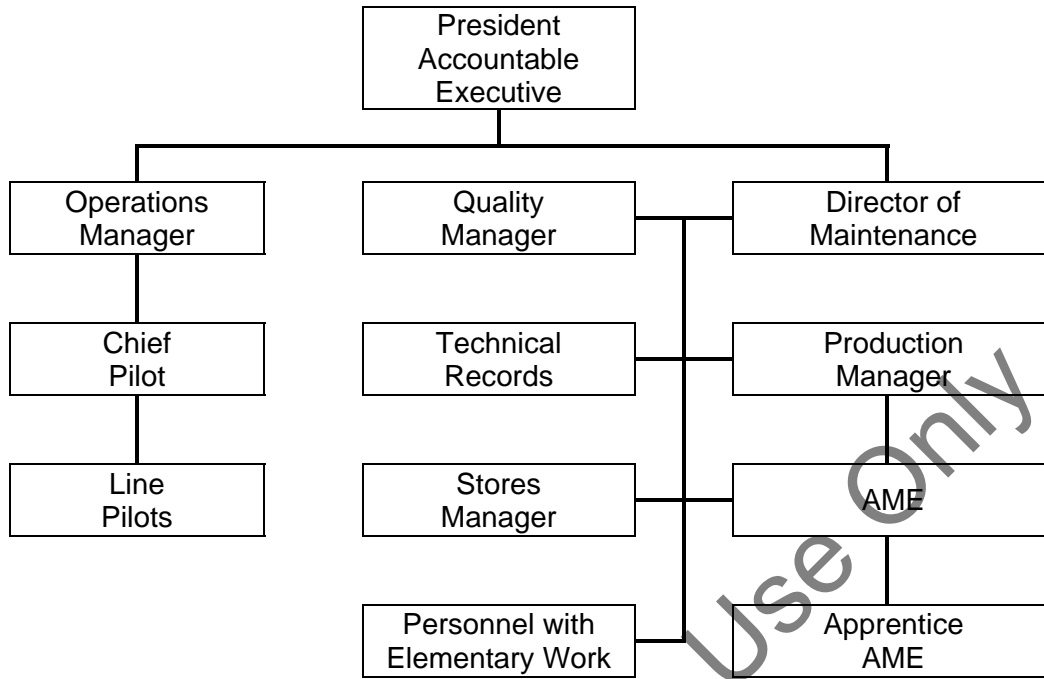 President
Accountable
Executive
Operations
Manager
Quality
Manager
Director of
Maintenance
Chief
Pilot
Technical
Records
Production
Manager
Line
Pilots
Stores
Manager
AME
Personnel with
Elementary Work
Apprentice
AME
Use Only